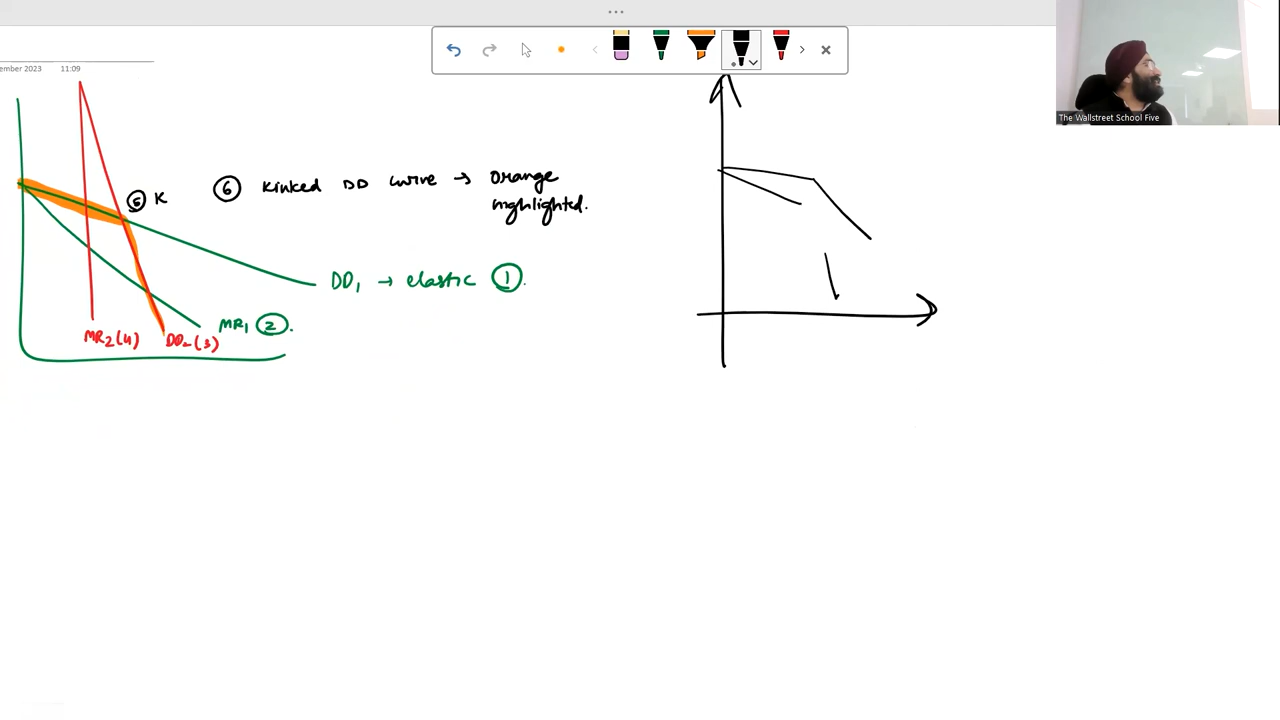 ember 2023 11:09
The Wallstreet School Five
⑤ K
⑥ Kinked DD curve → orange
highlighted.
DD₁ → elastic ①.
MR₁ ②.
MR₂(4) DD₂(3)